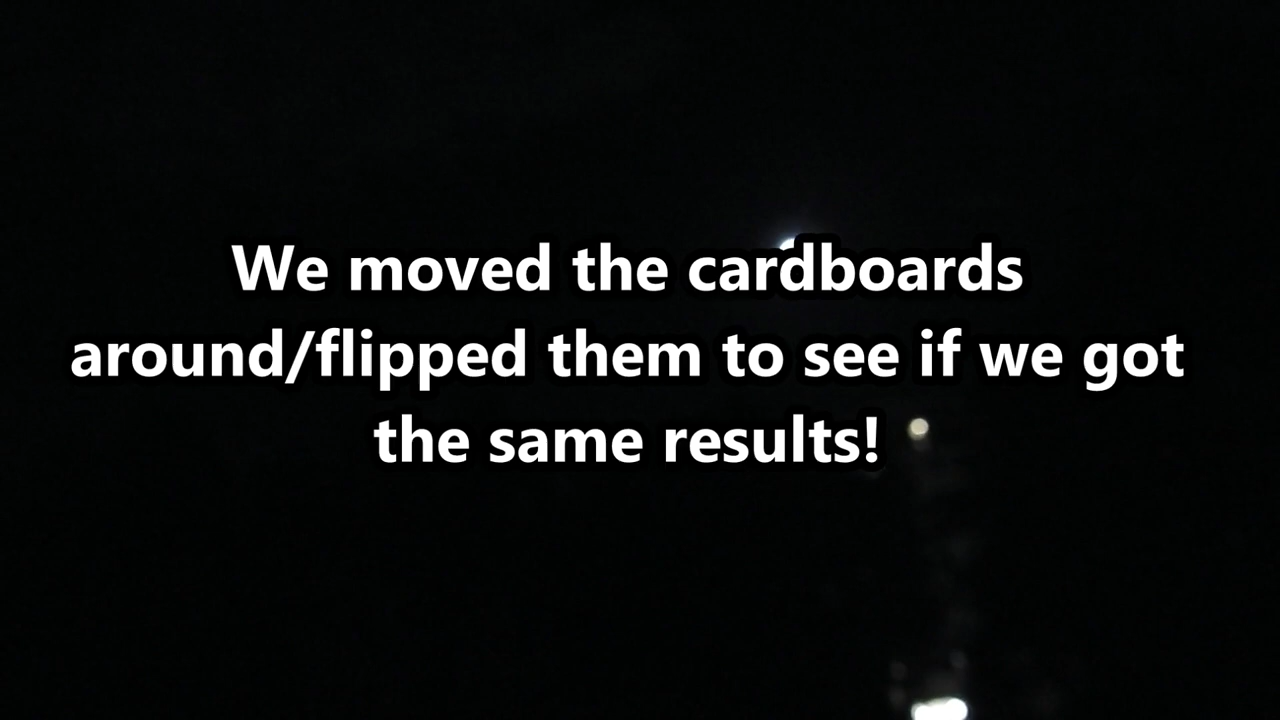 We moved the cardboards
around/flipped them to see if we got
the same results!